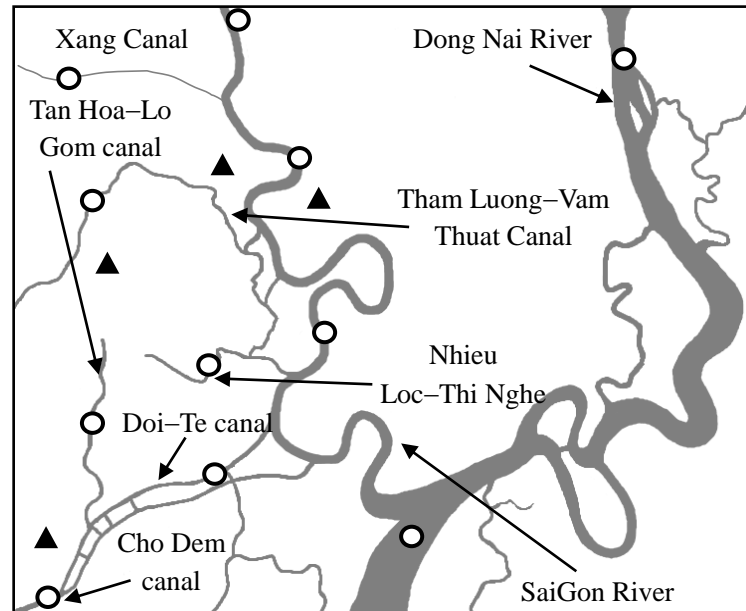 Xang Canal
Dong Nai River
Tan Hoa–Lo
Gom canal
Tham Luong–Vam
Thuat Canal
Nhieu
Loc–Thi Nghe
Doi–Te canal
Cho Dem
canal
SaiGon River